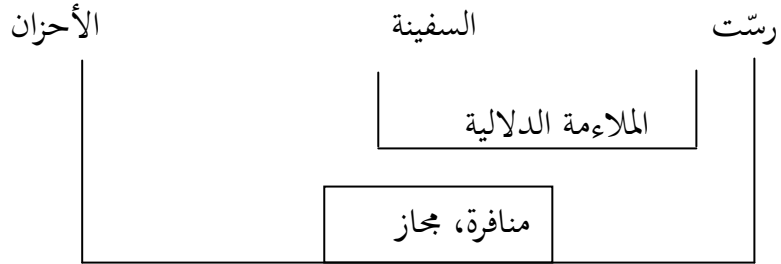 رسّت السفينة الأحزان
الملاءمة الدلالية
منافرة، مجاز